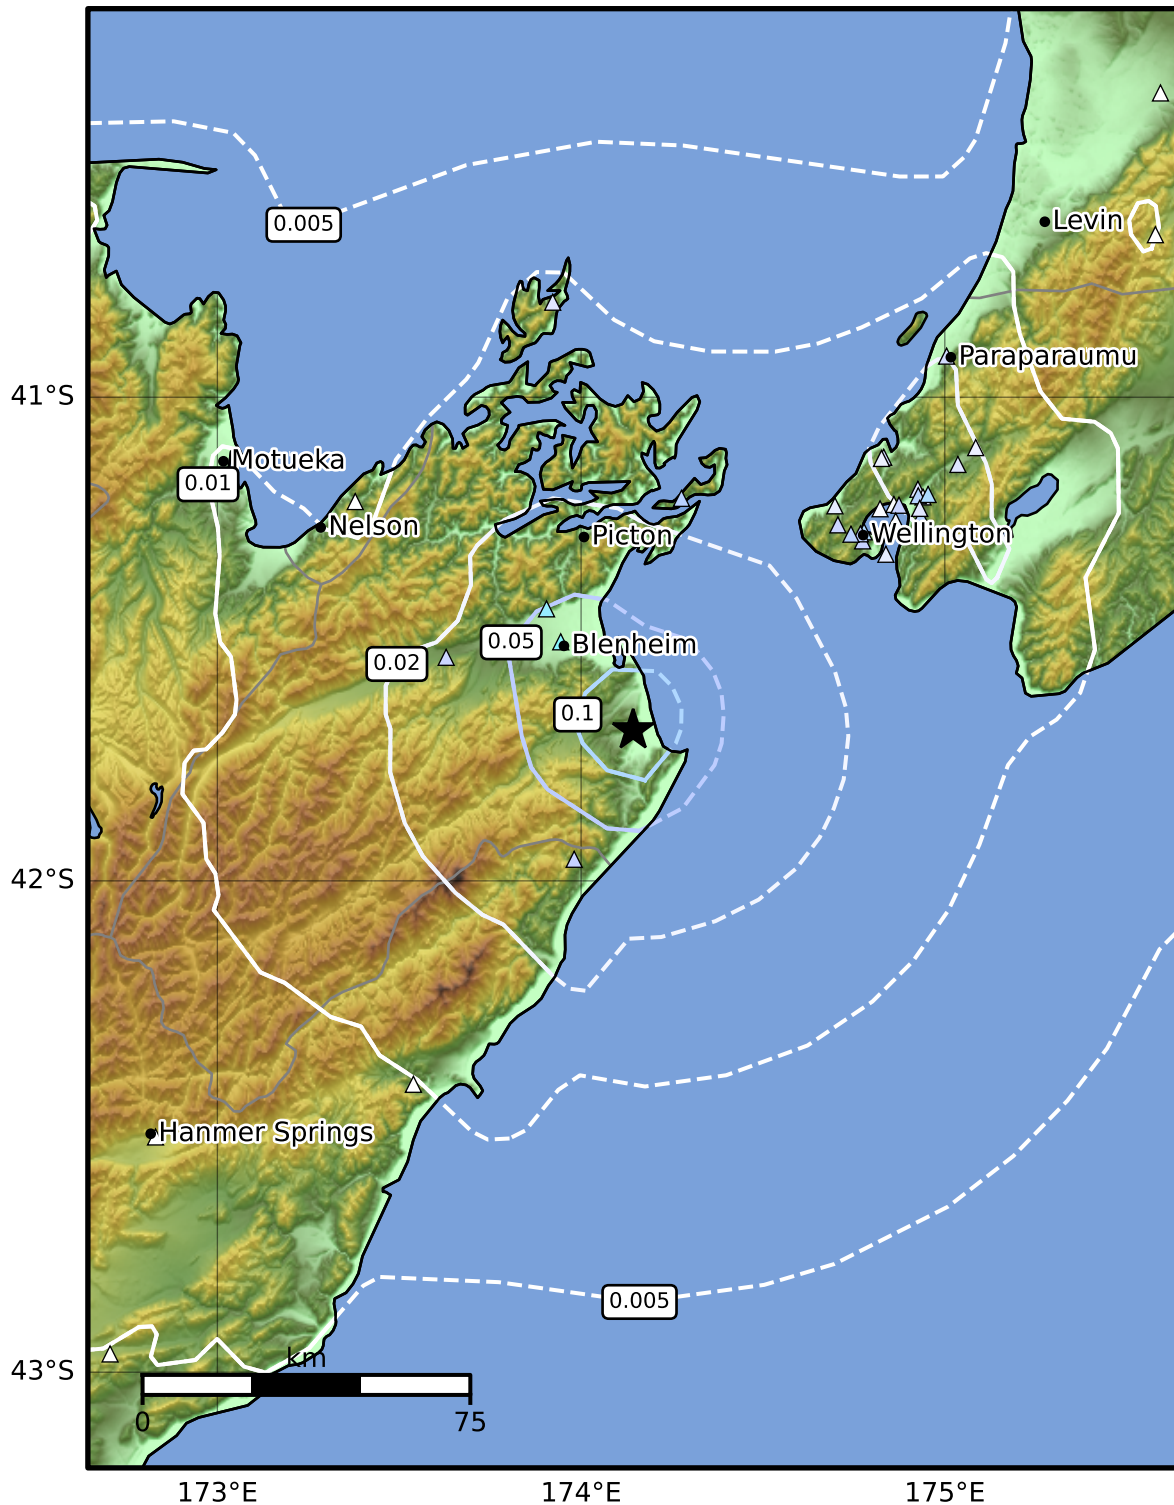 0.005
Levin
Paraparaumu
41°S
Motueka
0.01
Nelson
Wellington
Picton
0.05
Blenheim
0.02
0.1
42°S
Hanmer Springs
0.005
43°S
km
0 75
173°E 174°E 175°E